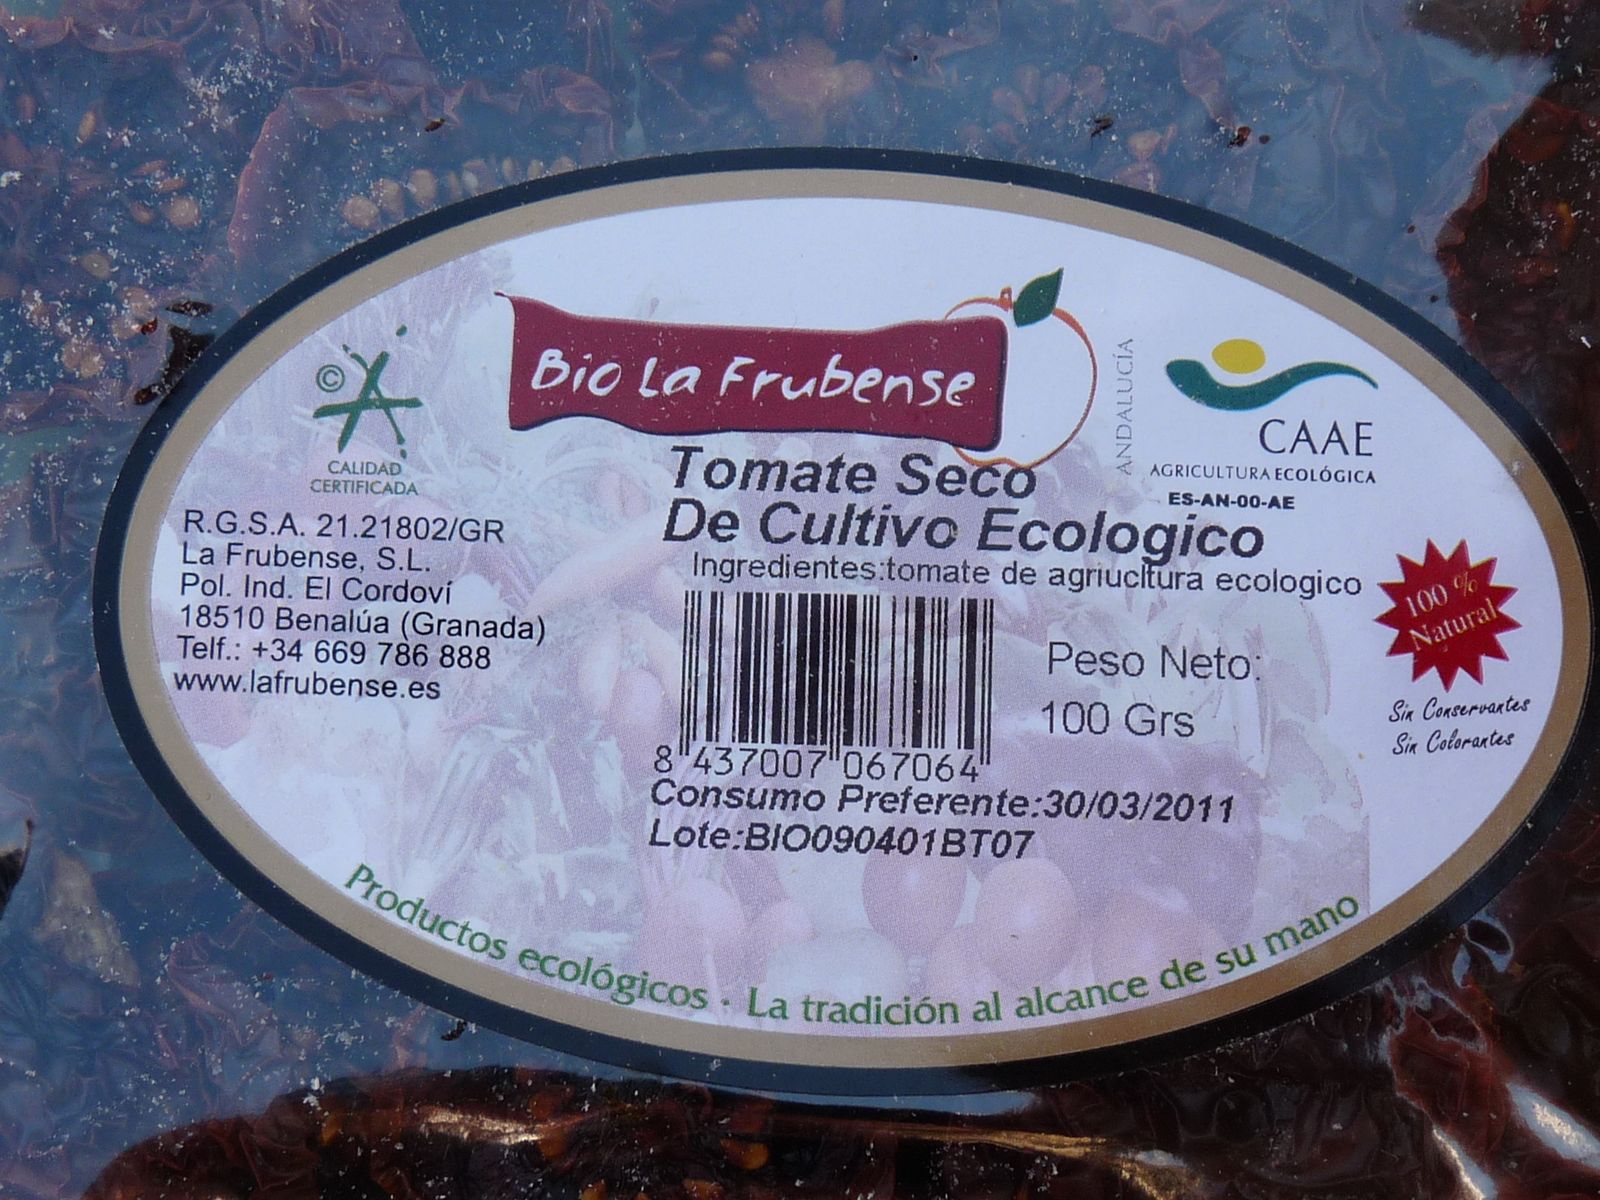 Bio La Frubense
©
CALIDAD
CERTIFICADA
ANDALUCÍA
CAAE
AGRICULTURA ECOLÓGICA
ES-AN-00-AE
Tomate Seco
De Cultivo Ecologico
Ingredientes:tomate de agriucltura ecologico
R.G.S.A. 21.21802/GR
La Frubense, S.L.
Pol. Ind. El Cordoví
18510 Benalúa (Granada)
Telf.: +34 669 786 888
www.lafrubense.es
8 437007 067064
Peso Neto:
100 Grs
100 %
Natural
Sin Conservantes
Sin Colorantes
Consumo Preferente:30/03/2011
Lote:BIO090401BT07
Productos ecológicos · La tradición al alcance de su mano